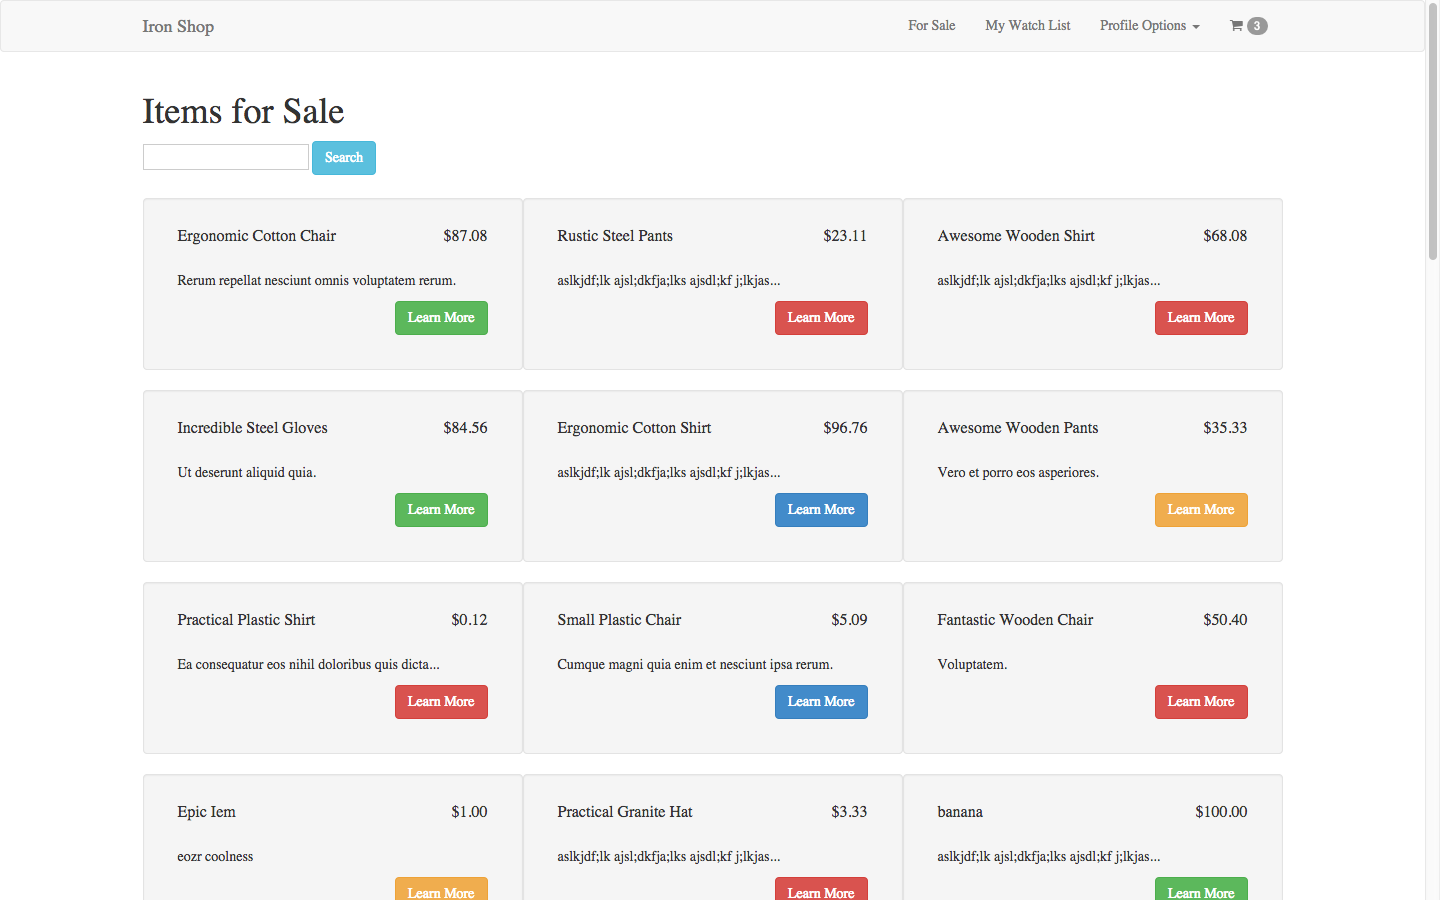 Iron Shop For Sale My Watch List Profile Options 3
Items for Sale
Search
Ergonomic Cotton Chair $87.08
Rerum repellat nesciunt omnis voluptatem rerum.
Learn More
Rustic Steel Pants $23.11
aslkjdf;lk ajsl;dkfja;lks ajsdl;kf j;lkjas...
Learn More
Awesome Wooden Shirt $68.08
aslkjdf;lk ajsl;dkfja;lks ajsdl;kf j;lkjas...
Learn More
Incredible Steel Gloves $84.56
Ut deserunt aliquid quia.
Learn More
Ergonomic Cotton Shirt $96.76
aslkjdf;lk ajsl;dkfja;lks ajsdl;kf j;lkjas...
Learn More
Awesome Wooden Pants $35.33
Vero et porro eos asperiores.
Learn More
Practical Plastic Shirt $0.12
Ea consequatur eos nihil doloribus quis dicta...
Learn More
Small Plastic Chair $5.09
Cumque magni quia enim et nesciunt ipsa rerum.
Learn More
Fantastic Wooden Chair $50.40
Voluptatem.
Learn More
Epic Iem $1.00
eozr coolness
Learn More
Practical Granite Hat $3.33
aslkjdf;lk ajsl;dkfja;lks ajsdl;kf j;lkjas...
Learn More
banana $100.00
aslkjdf;lk ajsl;dkfja;lks ajsdl;kf j;lkjas...
Learn More